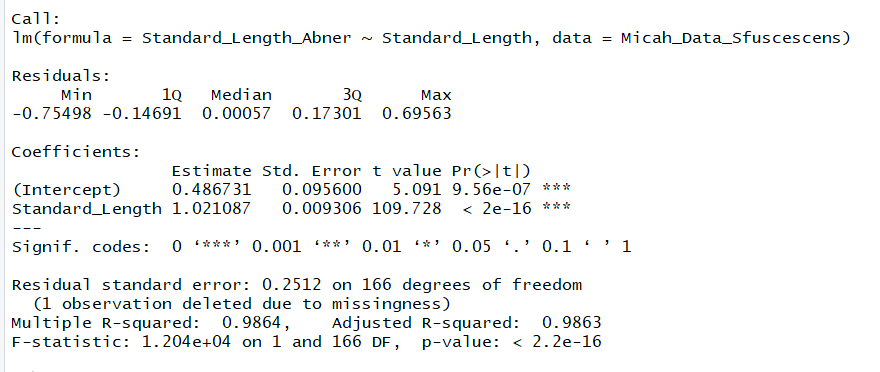 Call:
lm(formula = Standard_Length_Abner ~ Standard_Length, data = Micah_Data_Sfuscescens)
Residuals:
     Min       1Q   Median       3Q      Max
-0.75498 -0.14691  0.00057  0.17301  0.69563
Coefficients:
                Estimate Std. Error t value Pr(>|t|)
(Intercept)     0.486731   0.095600   5.091 9.56e-07 ***
Standard_Length 1.021087   0.009306 109.728  < 2e-16 ***
---
Signif. codes:  0 ‘***’ 0.001 ‘**’ 0.01 ‘*’ 0.05 ‘.’ 0.1 ‘ ’ 1
Residual standard error: 0.2512 on 166 degrees of freedom
  (1 observation deleted due to missingness)
Multiple R-squared:  0.9864,    Adjusted R-squared:  0.9863
F-statistic: 1.204e+04 on 1 and 166 DF,  p-value: < 2.2e-16